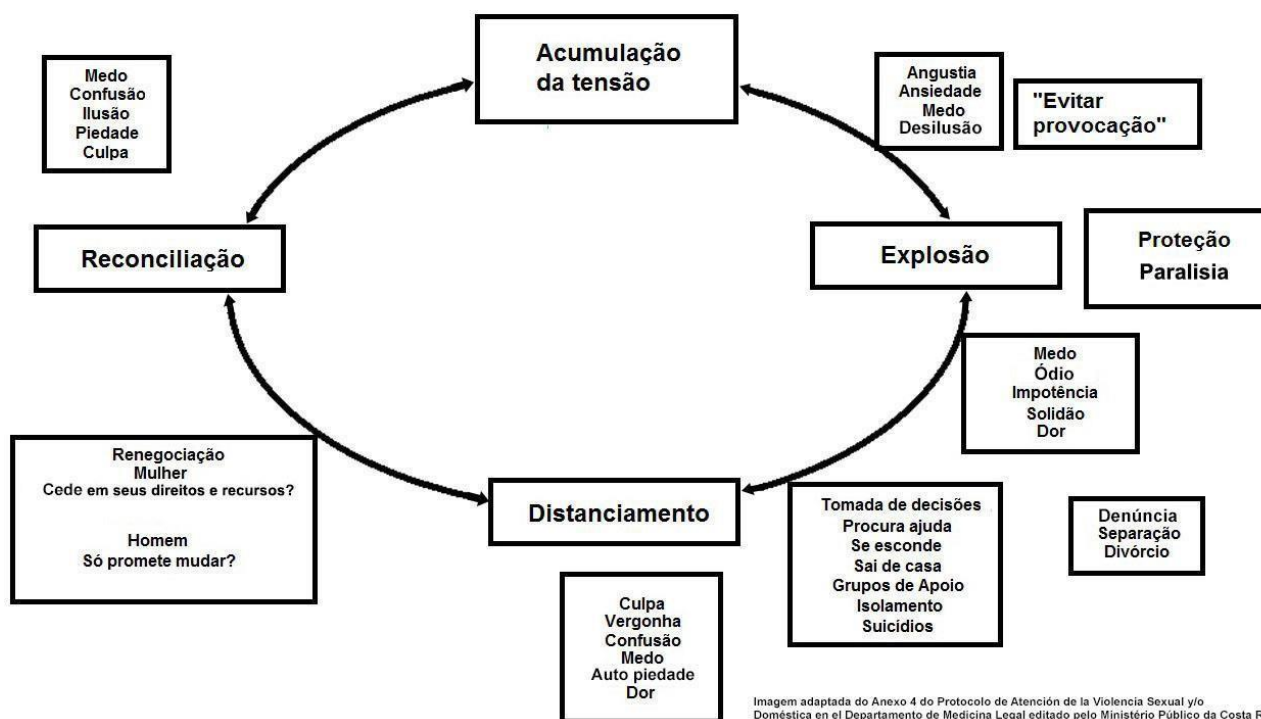 Acumulação
da tensão
Medo
Confusão
Ilusão
Piedade
Culpa
Angustia
Ansiedade
Medo
Desilusão
"Evitar
provocação"
Reconciliação
Explosão
Proteção
Paralisia
Medo
Ódio
Impotência
Solidão
Dor
Renegociação
Mulher
Cede em seus direitos e recursos?
Homem
Só promete mudar?
Distanciamento
Tomada de decisões
Procura ajuda
Se esconde
Sai de casa
Grupos de Apoio
Isolamento
Suicídios
Denúncia
Separação
Divórcio
Culpa
Vergonha
Confusão
Medo
Auto piedade
Dor
Imagem adaptada do Anexo 4 do Protocolo de Atención de la Violencia Sexual y/o
Doméstica en el Departamento de Medicina Legal editado pelo Ministério Público da Costa R